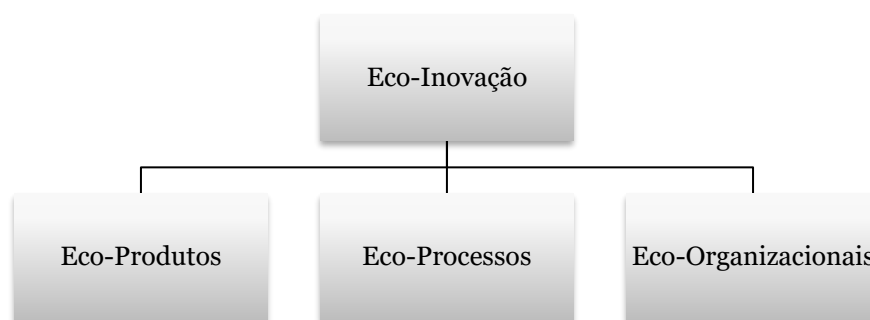 Eco-Inovação
Eco-Produtos
Eco-Processos
Eco-Organizacionais